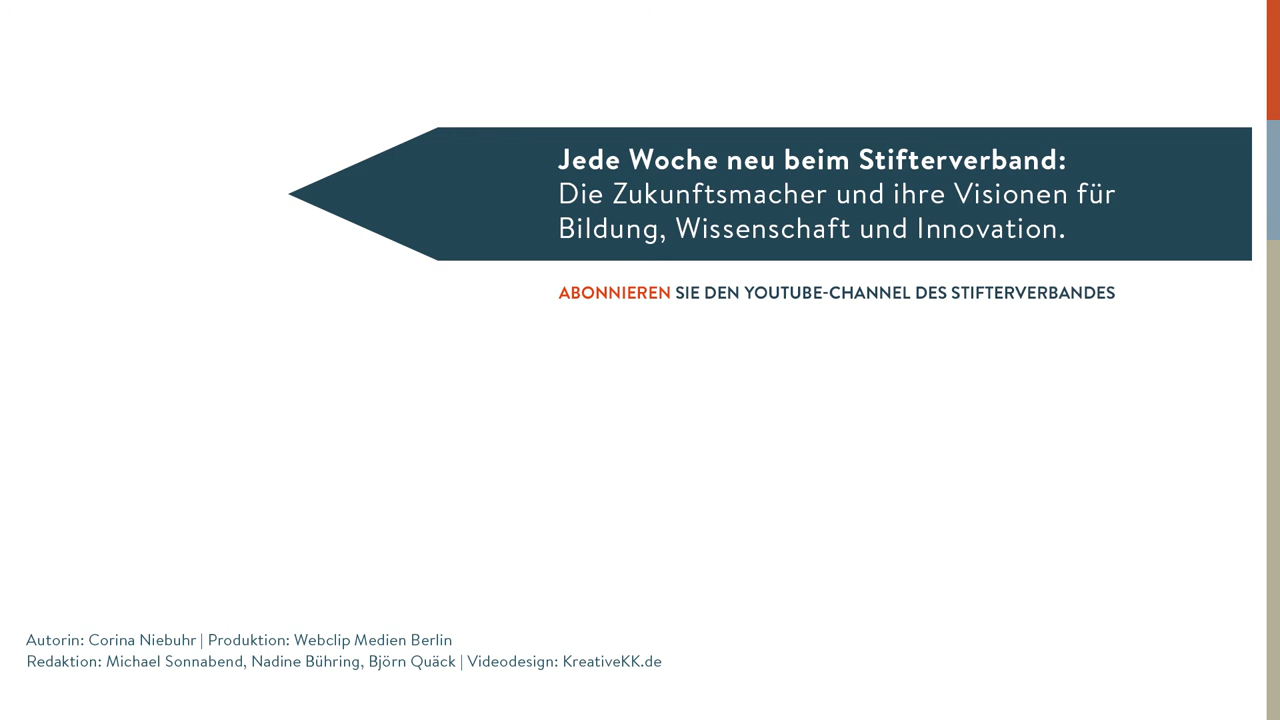 Jede Woche neu beim Stifterverband:
Die Zukunftsmacher und ihre Visionen für
Bildung, Wissenschaft und Innovation.
ABONNIEREN SIE DEN YOUTUBE-CHANNEL DES STIFTERVERBANDES
Autorin: Corina Niebuhr | Produktion: Webclip Medien Berlin
Redaktion: Michael Sonnabend, Nadine Bühring, Björn Quäck | Videodesign: KreativeKK.de